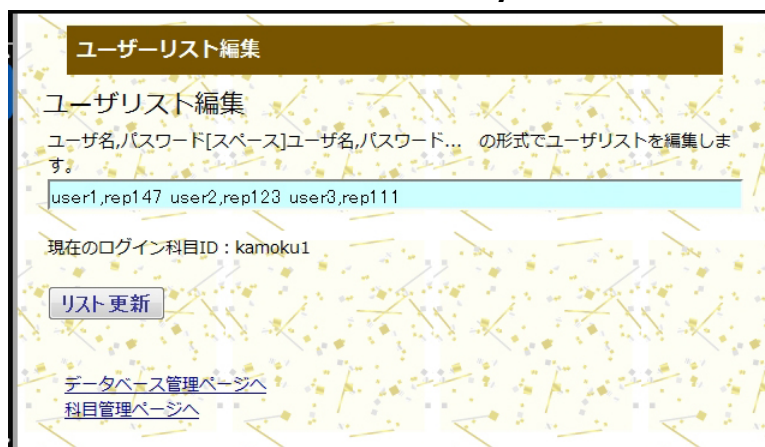 ユーザーリスト編集
ユーザリスト編集
ユーザ名,パスワード[スペース]ユーザ名,パスワード... の形式でユーザリストを編集しま
す。
user1,rep147 user2,rep123 user3,rep111
現在のログイン科目ID：kamoku1
リスト更新
データベース管理ページへ
科目管理ページへ